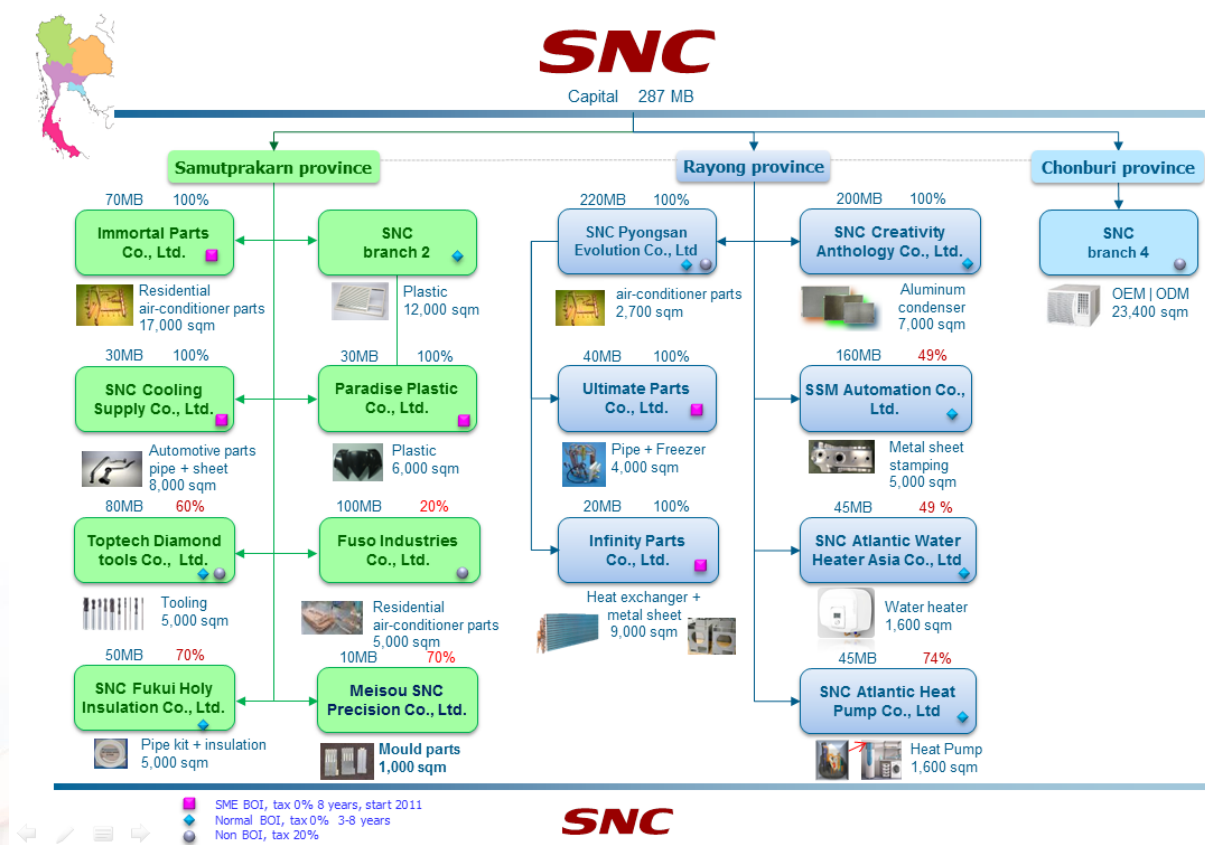 SNC
Capital 287 MB
Samutprakarn province
Rayong province
Chonburi province
70MB 100%
Immortal Parts
Co., Ltd.
Residential
air-conditioner parts
17,000 sqm
SNC
branch 2
Plastic
12,000 sqm
220MB 100%
SNC Pyongsan
Evolution Co., Ltd
air-conditioner parts
2,700 sqm
200MB 100%
SNC Creativity
Anthology Co., Ltd.
Aluminum
condenser
7,000 sqm
SNC
branch 4
OEM | ODM
23,400 sqm
30MB 100%
SNC Cooling
Supply Co., Ltd.
Automotive parts
pipe + sheet
8,000 sqm
30MB 100%
Paradise Plastic
Co., Ltd.
Plastic
6,000 sqm
40MB 100%
Ultimate Parts
Co., Ltd.
Pipe + Freezer
4,000 sqm
160MB 49%
SSM Automation Co.,
Ltd.
Metal sheet
stamping
5,000 sqm
80MB 60%
Toptech Diamond
tools Co., Ltd.
Tooling
5,000 sqm
100MB 20%
Fuso Industries
Co., Ltd.
Residential
air-conditioner parts
5,000 sqm
20MB 100%
Infinity Parts
Co., Ltd.
Heat exchanger +
metal sheet
9,000 sqm
45MB 49 %
SNC Atlantic Water
Heater Asia Co., Ltd
Water heater
1,600 sqm
50MB 70%
SNC Fukui Holy
Insulation Co., Ltd.
Pipe kit + insulation
5,000 sqm
10MB 70%
Meisou SNC
Precision Co., Ltd.
Mould parts
1,000 sqm
45MB 74%
SNC Atlantic Heat
Pump Co., Ltd
Heat Pump
1,600 sqm
SME BOI, tax 0% 8 years, start 2011
Normal BOI, tax 0% 3-8 years
Non BOI, tax 20%
SNC